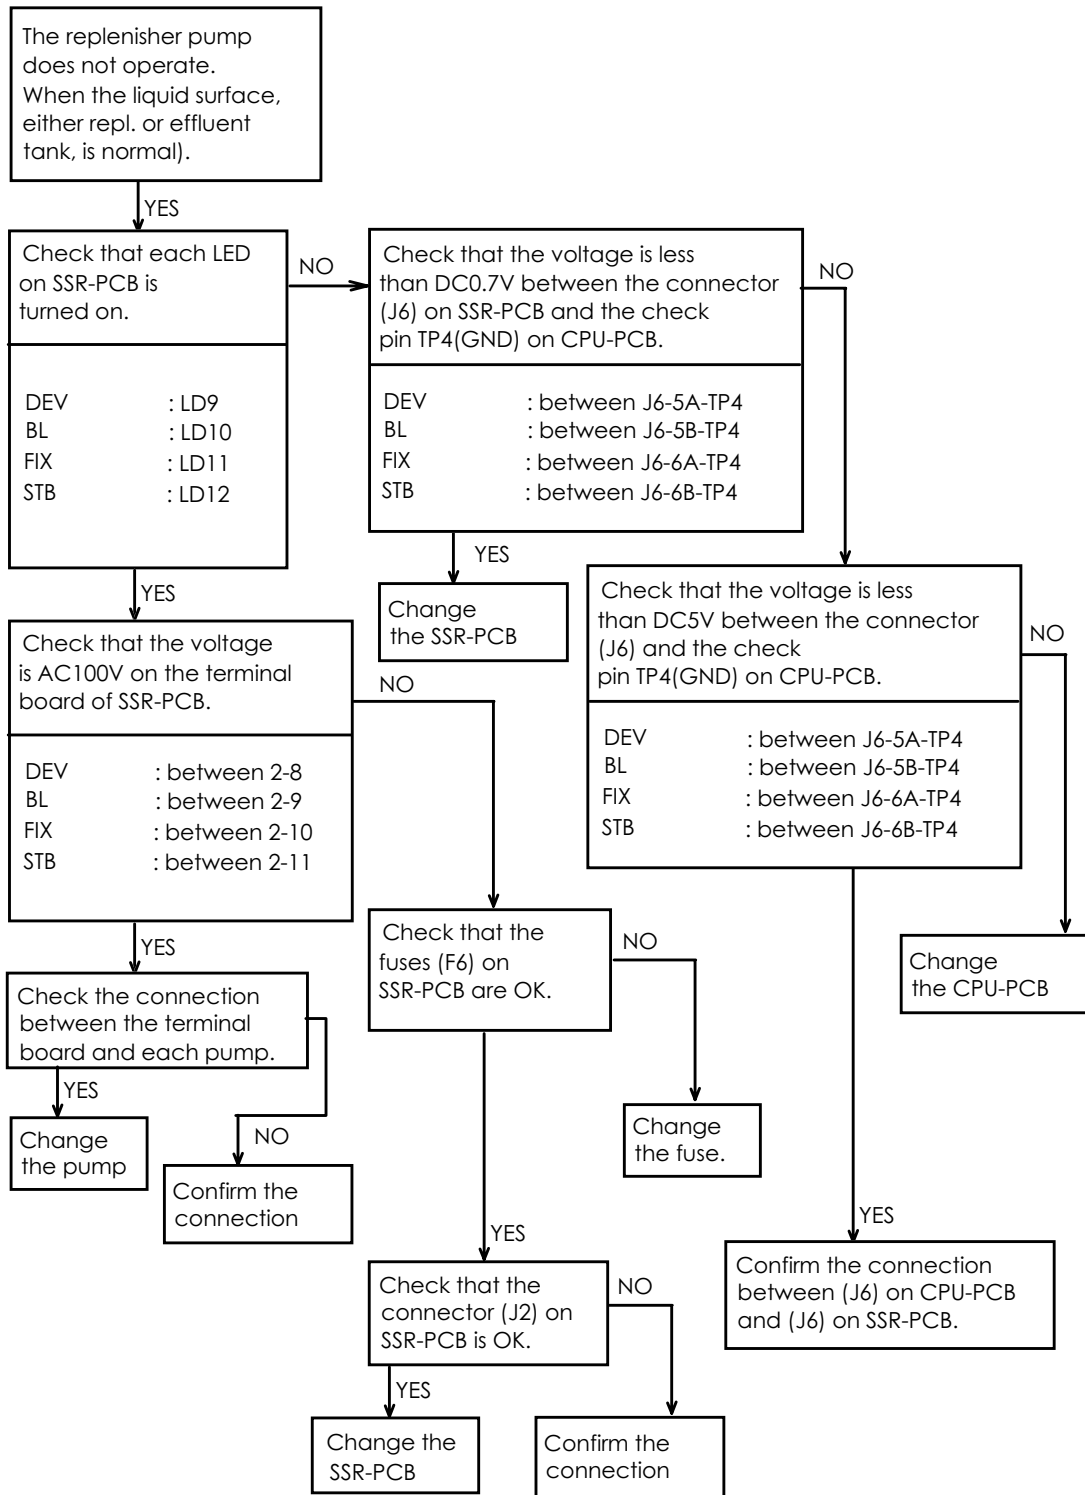 The replenisher pump
does not operate.
When the liquid surface,
either repl. or effluent
tank, is normal).
YES
Check that each LED
on SSR-PCB is
turned on.
NO
DEV : LD9
BL : LD10
FIX : LD11
STB : LD12
YES
Check that the voltage is less
than DC0.7V between the connector
(J6) on SSR-PCB and the check
pin TP4(GND) on CPU-PCB.
NO
DEV : between J6-5A-TP4
BL : between J6-5B-TP4
FIX : between J6-6A-TP4
STB : between J6-6B-TP4
YES
Change
the SSR-PCB
Check that the voltage is less
than DC5V between the connector
(J6) and the check
pin TP4(GND) on CPU-PCB.
NO
DEV : between J6-5A-TP4
BL : between J6-5B-TP4
FIX : between J6-6A-TP4
STB : between J6-6B-TP4
Change
the CPU-PCB
YES
Confirm the connection
between (J6) on CPU-PCB
and (J6) on SSR-PCB.
Check that the voltage
is AC100V on the terminal
board of SSR-PCB.
NO
DEV : between 2-8
BL : between 2-9
FIX : between 2-10
STB : between 2-11
YES
Check the connection
between the terminal
board and each pump.
YES
Change
the pump
NO
Confirm the
connection
Check that the
fuses (F6) on
SSR-PCB are OK.
NO
Change
the fuse.
YES
Check that the
connector (J2) on
SSR-PCB is OK.
NO
YES
Change the
SSR-PCB
Confirm the
connection